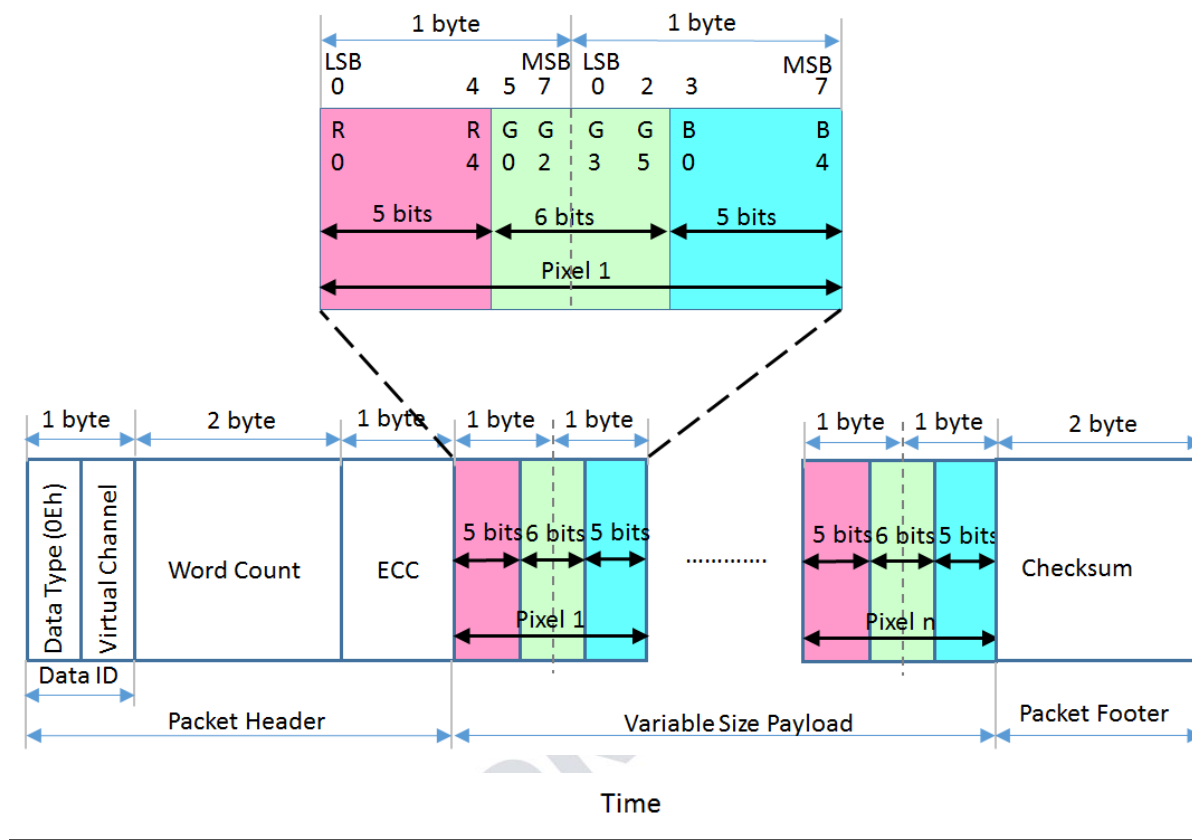 1 byte 1 byte
LSB MSB LSB MSB
0 4 5 7 0 2 3 7
R R G G G G B B
0 4 0 2 3 5 0 4
5 bits 6 bits 5 bits
Pixel 1
1 byte 2 byte 1 byte 1 byte 1 byte 1 byte 1 byte 2 byte
Data Type (0Eh)
Virtual Channel
Word Count
ECC
5 bits 6 bits 5 bits
Pixel 1
.............
5 bits 6 bits 5 bits
Pixel n
Checksum
Data ID
Packet Header
Variable Size Payload
Packet Footer
Time